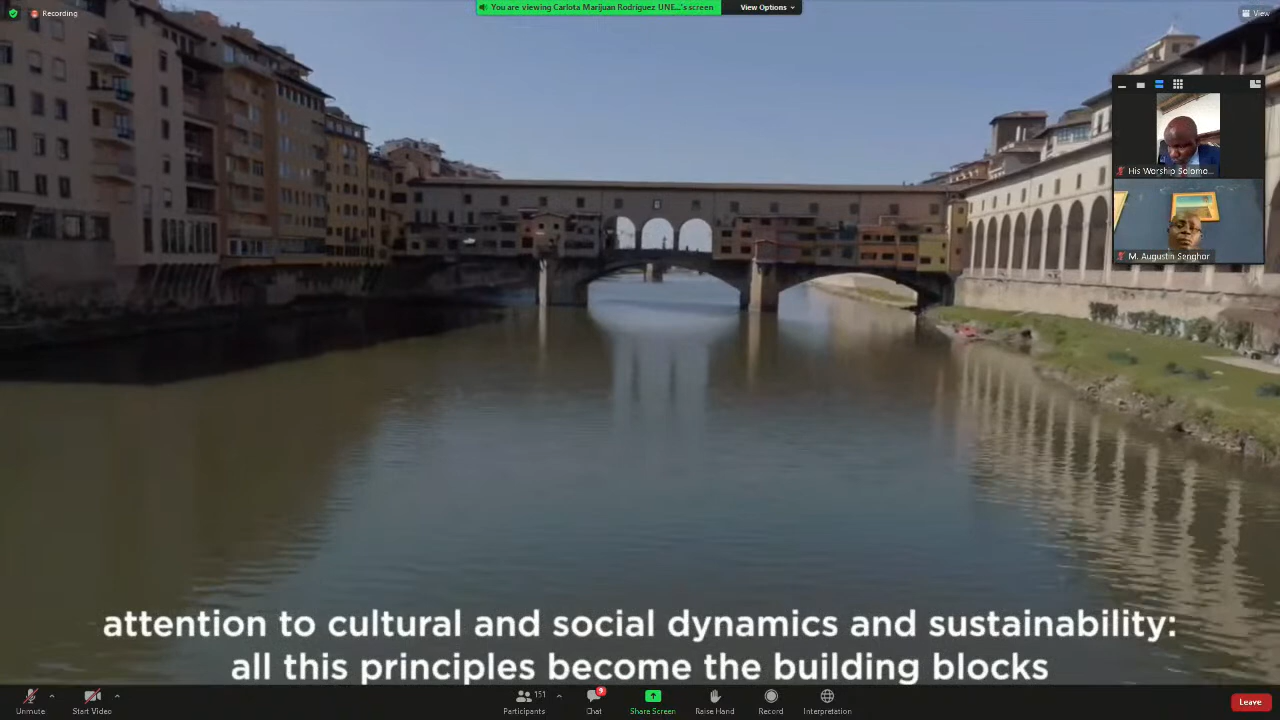 Recording
You are viewing Carlota Marijuan Rodriguez UNE...'s screen
View Options
View
His Worship Solomo...
M. Augustin Senghor
attention to cultural and social dynamics and sustainability:
all this principles become the building blocks
Unmute
Start Video
151
Participants
9
Chat
Share Screen
Raise Hand
Record
Interpretation
Leave